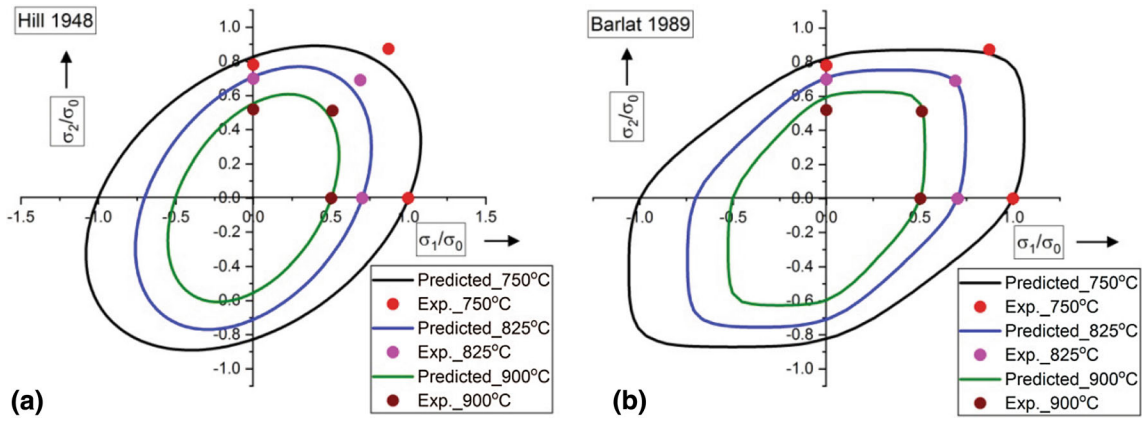 Hill 1948
σ2/σ0
1.0
0.8
0.6
0.4
0.2
0.0
-1.5
-1.0
-0.5
0.0
0.5
1.0
1.5
-0.2
-0.4
-0.6
-0.8
-1.0
σ1/σ0
Predicted_750°C
Exp._750°C
Predicted_825°C
Exp._825°C
Predicted_900°C
Exp._900°C
(a)
Barlat 1989
σ2/σ0
1.0
0.8
0.6
0.4
0.2
0.0
-1.0
-0.5
0.0
0.5
1.0
-0.2
-0.4
-0.6
-0.8
-1.0
σ1/σ0
Predicted_750°C
Exp._750°C
Predicted_825°C
Exp._825°C
Predicted_900°C
Exp._900°C
(b)